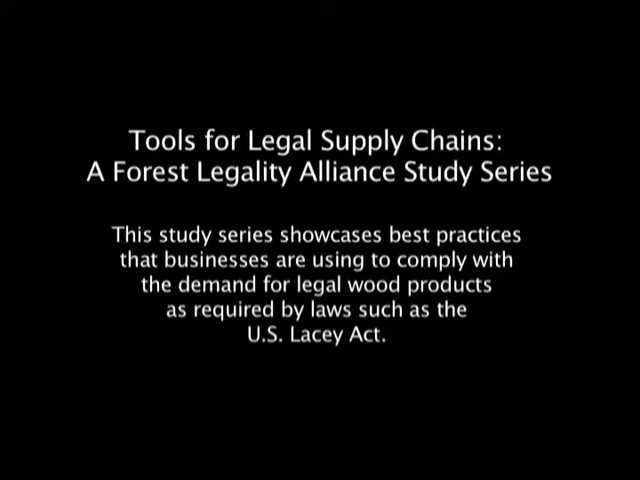 Tools for Legal Supply Chains:
A Forest Legality Alliance Study Series
This study series showcases best practices
that businesses are using to comply with
the demand for legal wood products
as required by laws such as the
U.S. Lacey Act.